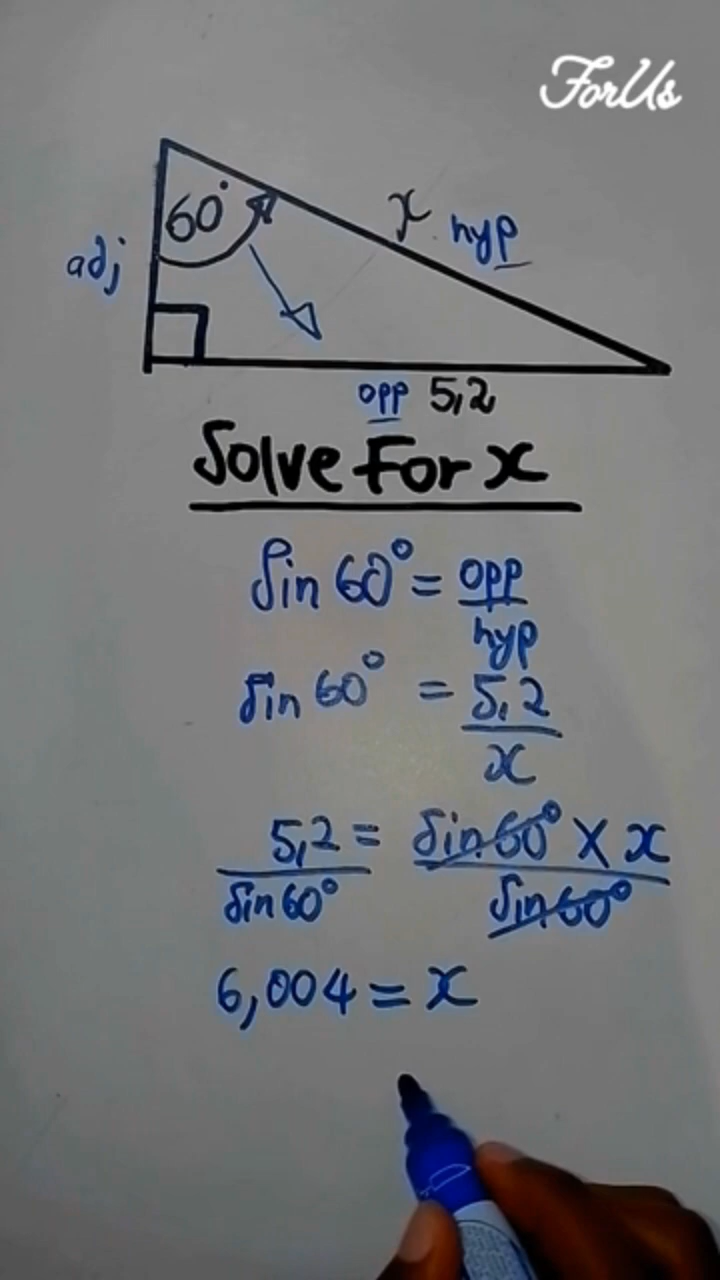 ForUs
60°
x hyp
adj
opp 5,2
Solve For x
Sin 60° = opp
hyp
Sin 60° = 5,2
x
5,2 = Sin 60° X x
Sin 60° Sin 60°
6,004 = x